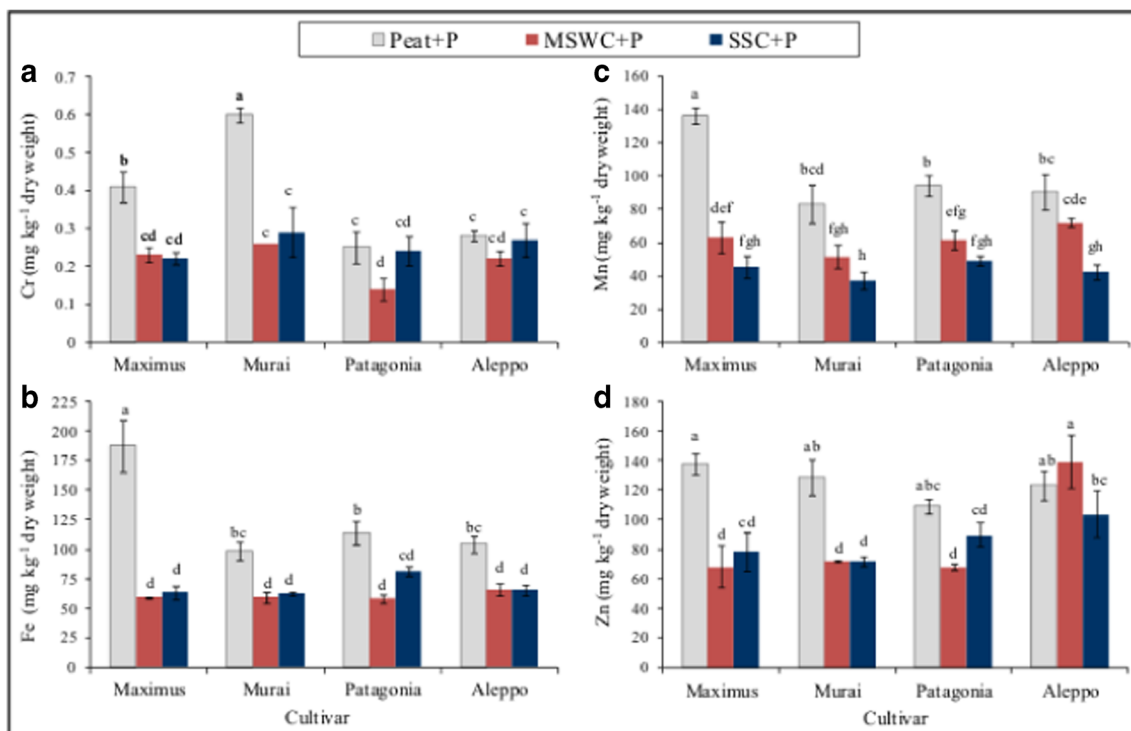 Peat+P MSWC+P SSC+P
a
Cr (mg kg-1 dry weight)
0.7
0.6
0.5
0.4
0.3
0.2
0.1
0
b cd cd
a c c
c d cd
c cd c
Maximus Murai Patagonia Aleppo
c
Mn (mg kg-1 dry weight)
160
140
120
100
80
60
40
20
0
a def fgh
bcd fgh h
b efg fgh
bc cde gh
Maximus Murai Patagonia Aleppo
b
Fe (mg kg-1 dry weight)
225
200
175
150
125
100
75
50
25
0
a d d
bc d d
b d cd
bc d d
Maximus Murai Patagonia Aleppo
Cultivar
d
Zn (mg kg-1 dry weight)
180
160
140
120
100
80
60
40
20
0
a d cd
ab d d
abc d cd
ab a bc
Maximus Murai Patagonia Aleppo
Cultivar